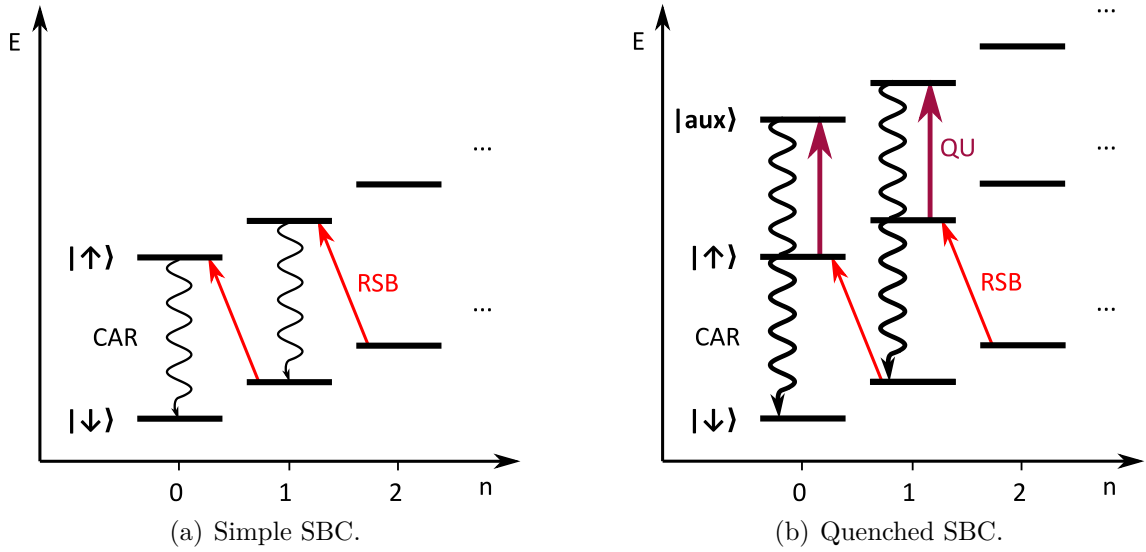 E
|↑⟩
|↓⟩
CAR
RSB
...
...
0
1
2
n
(a) Simple SBC.
E
|aux⟩
|↑⟩
|↓⟩
CAR
QU
RSB
...
...
...
0
1
2
n
(b) Quenched SBC.